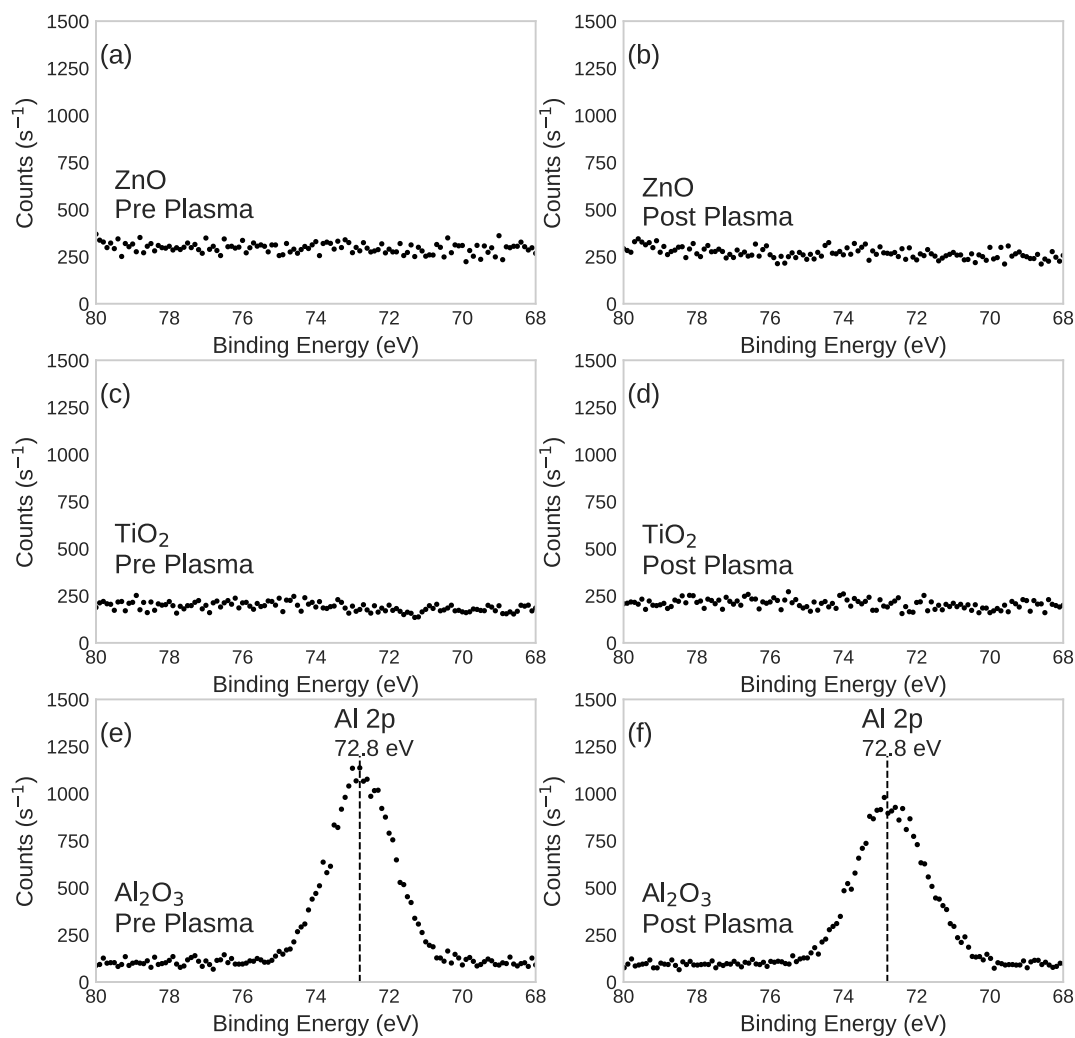 (a)
ZnO
Pre Plasma
Counts (s⁻¹)
1500
1250
1000
750
500
250
0
80 78 76 74 72 70 68
Binding Energy (eV)
(b)
ZnO
Post Plasma
Counts (s⁻¹)
1500
1250
1000
750
500
250
0
80 78 76 74 72 70 68
Binding Energy (eV)
(c)
TiO₂
Pre Plasma
Counts (s⁻¹)
1500
1250
1000
750
500
250
0
80 78 76 74 72 70 68
Binding Energy (eV)
(d)
TiO₂
Post Plasma
Counts (s⁻¹)
1500
1250
1000
750
500
250
0
80 78 76 74 72 70 68
Binding Energy (eV)
(e)
Al 2p
72.8 eV
Al₂O₃
Pre Plasma
Counts (s⁻¹)
1500
1250
1000
750
500
250
0
80 78 76 74 72 70 68
Binding Energy (eV)
(f)
Al 2p
72.8 eV
Al₂O₃
Post Plasma
Counts (s⁻¹)
1500
1250
1000
750
500
250
0
80 78 76 74 72 70 68
Binding Energy (eV)